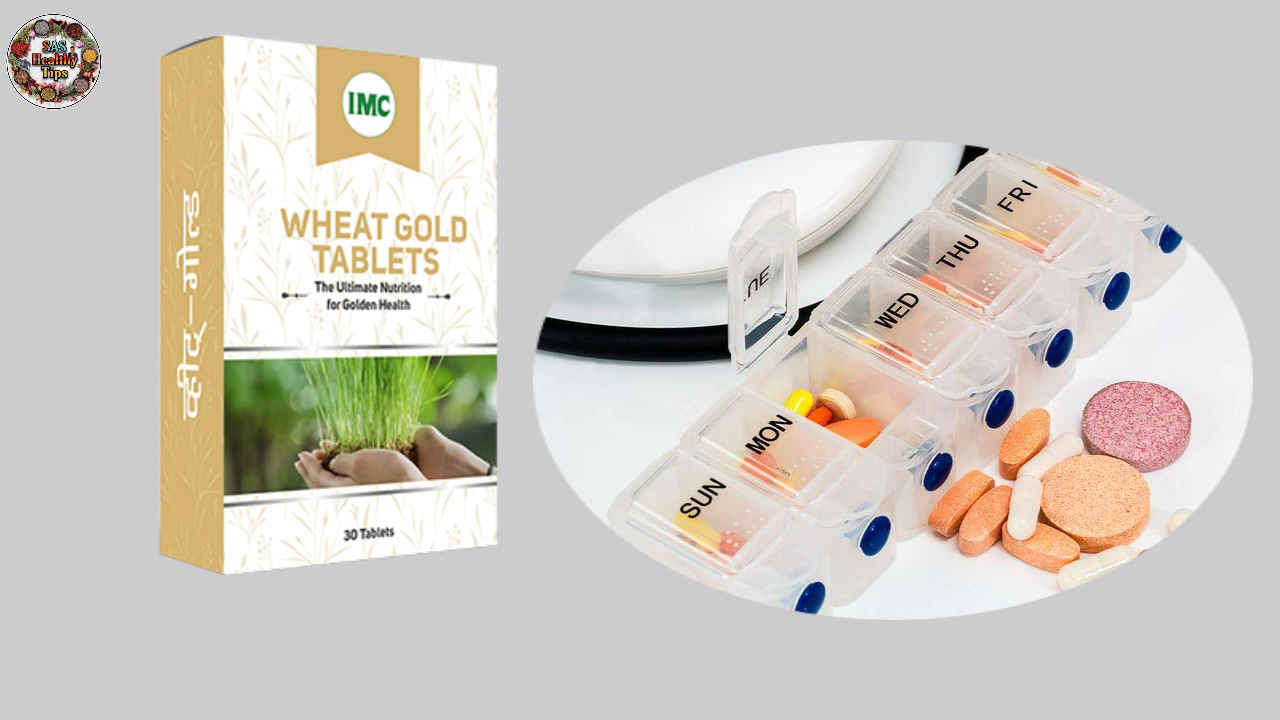 SAS
Healthy
Tips
IMC
WHEAT GOLD
TABLETS
The Ultimate Nutrition
for Golden Health
30 Tablets
व्हीट-गोल्ड
FRI
THU
WED
MON
SUN